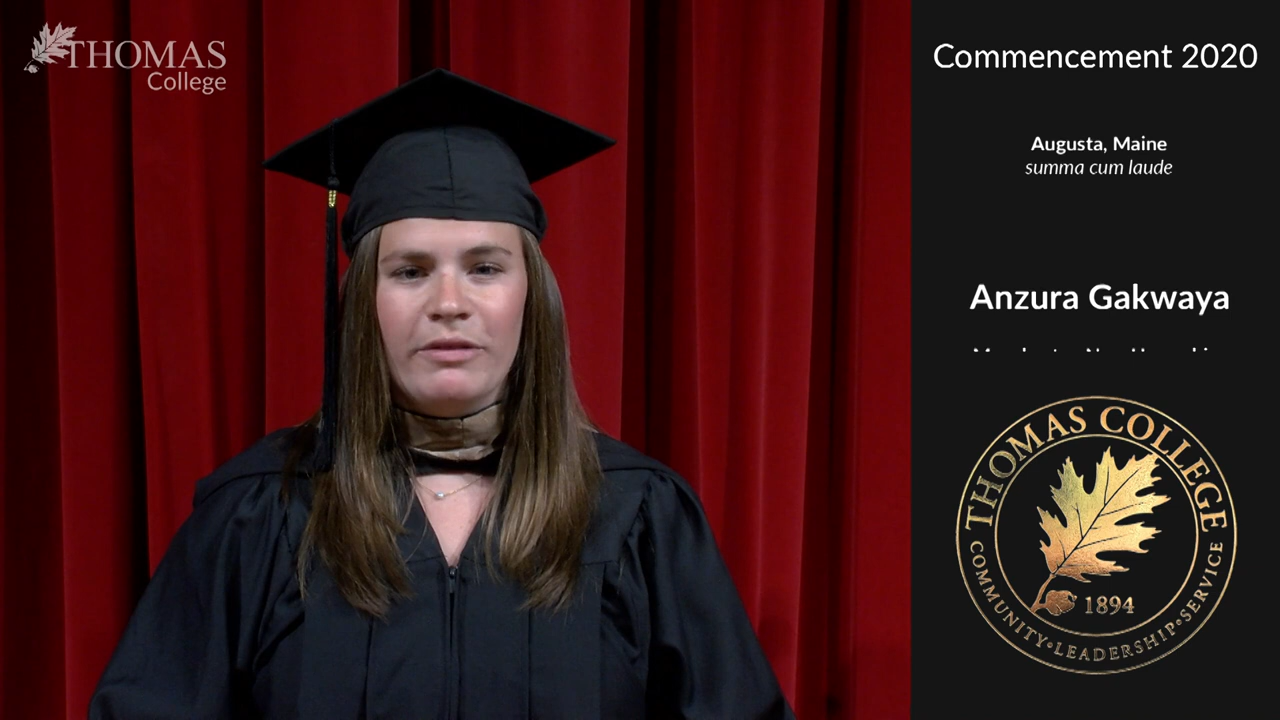 THOMAS
College
Commencement 2020
Augusta, Maine
summa cum laude
Anzura Gakwaya
THOMAS COLLEGE
1894
COMMUNITY•LEADERSHIP•SERVICE